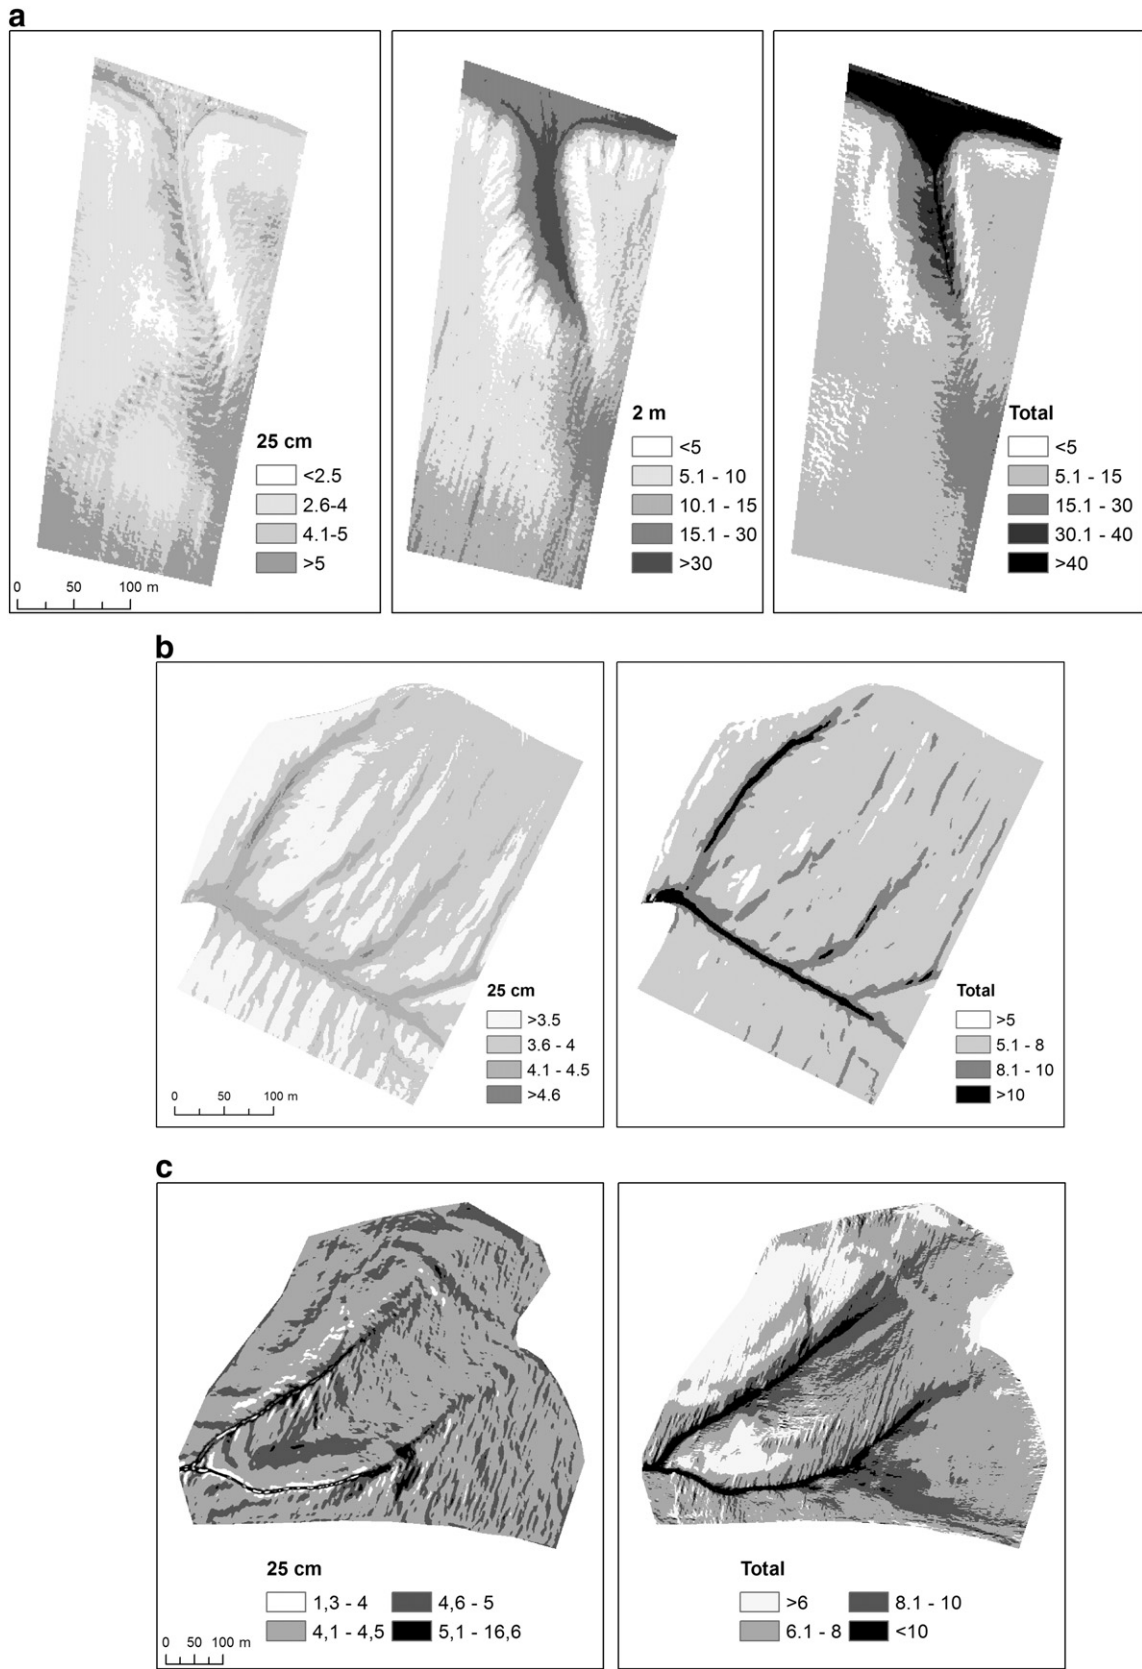 a
25 cm
<2.5
2.6-4
4.1-5
>5
0 50 100 m
2 m
<5
5.1 - 10
10.1 - 15
15.1 - 30
>30
Total
<5
5.1 - 15
15.1 - 30
30.1 - 40
>40
b
25 cm
>3.5
3.6 - 4
4.1 - 4.5
>4.6
0 50 100 m
Total
>5
5.1 - 8
8.1 - 10
>10
c
25 cm
1,3 - 4
4,6 - 5
4,1 - 4,5
5,1 - 16,6
0 50 100 m
Total
>6
8.1 - 10
6.1 - 8
<10